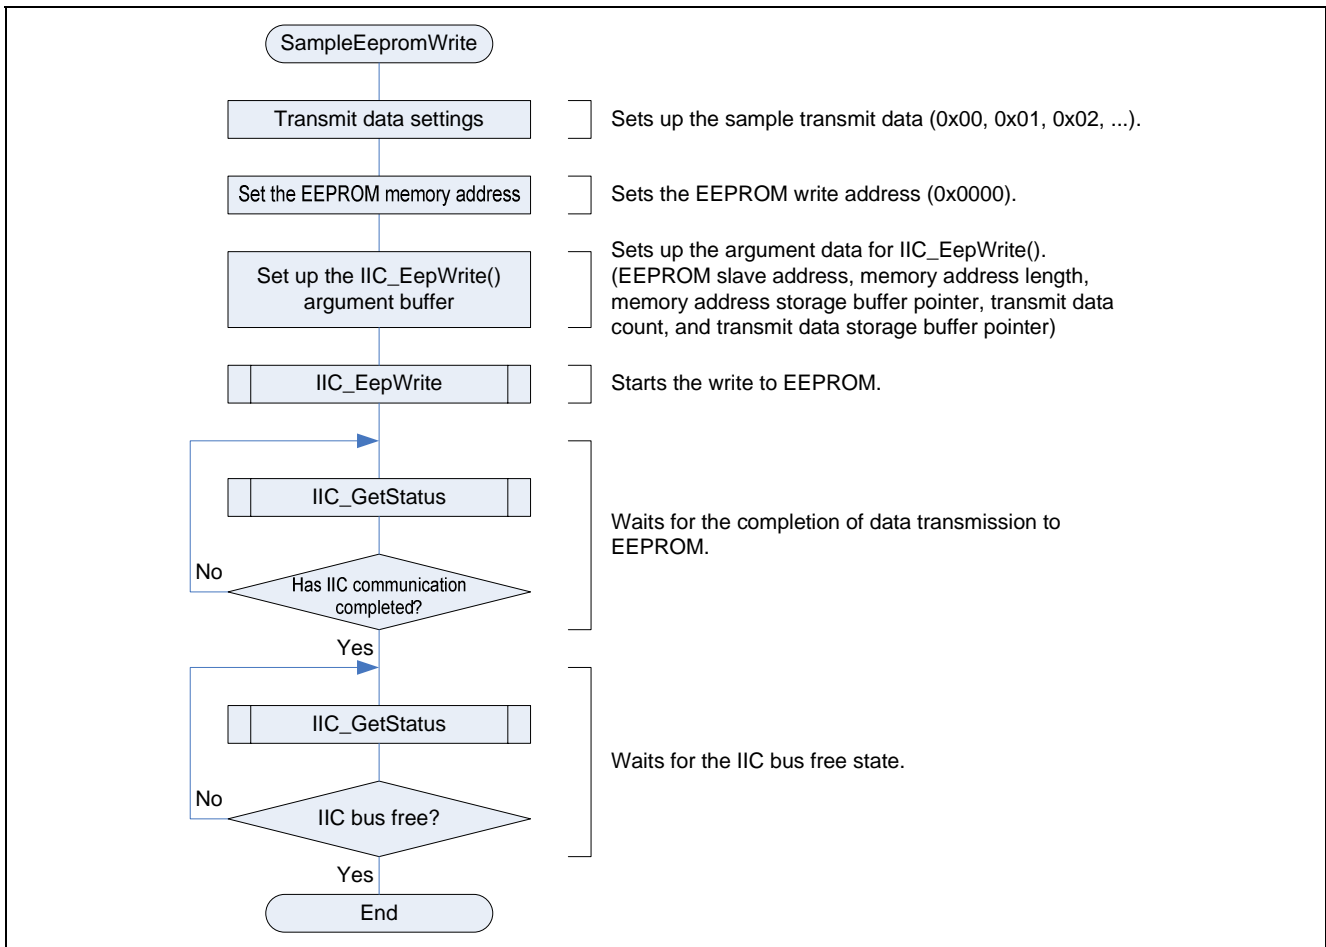 SampleEepromWrite
Transmit data settings
Sets up the sample transmit data (0x00, 0x01, 0x02, ...).
Set the EEPROM memory address
Sets the EEPROM write address (0x0000).
Set up the IIC_EepWrite()
argument buffer
Sets up the argument data for IIC_EepWrite().
(EEPROM slave address, memory address length,
memory address storage buffer pointer, transmit data
count, and transmit data storage buffer pointer)
IIC_EepWrite
Starts the write to EEPROM.
IIC_GetStatus
Waits for the completion of data transmission to
EEPROM.
No
Has IIC communication
completed?
Yes
IIC_GetStatus
Waits for the IIC bus free state.
No
IIC bus free?
Yes
End